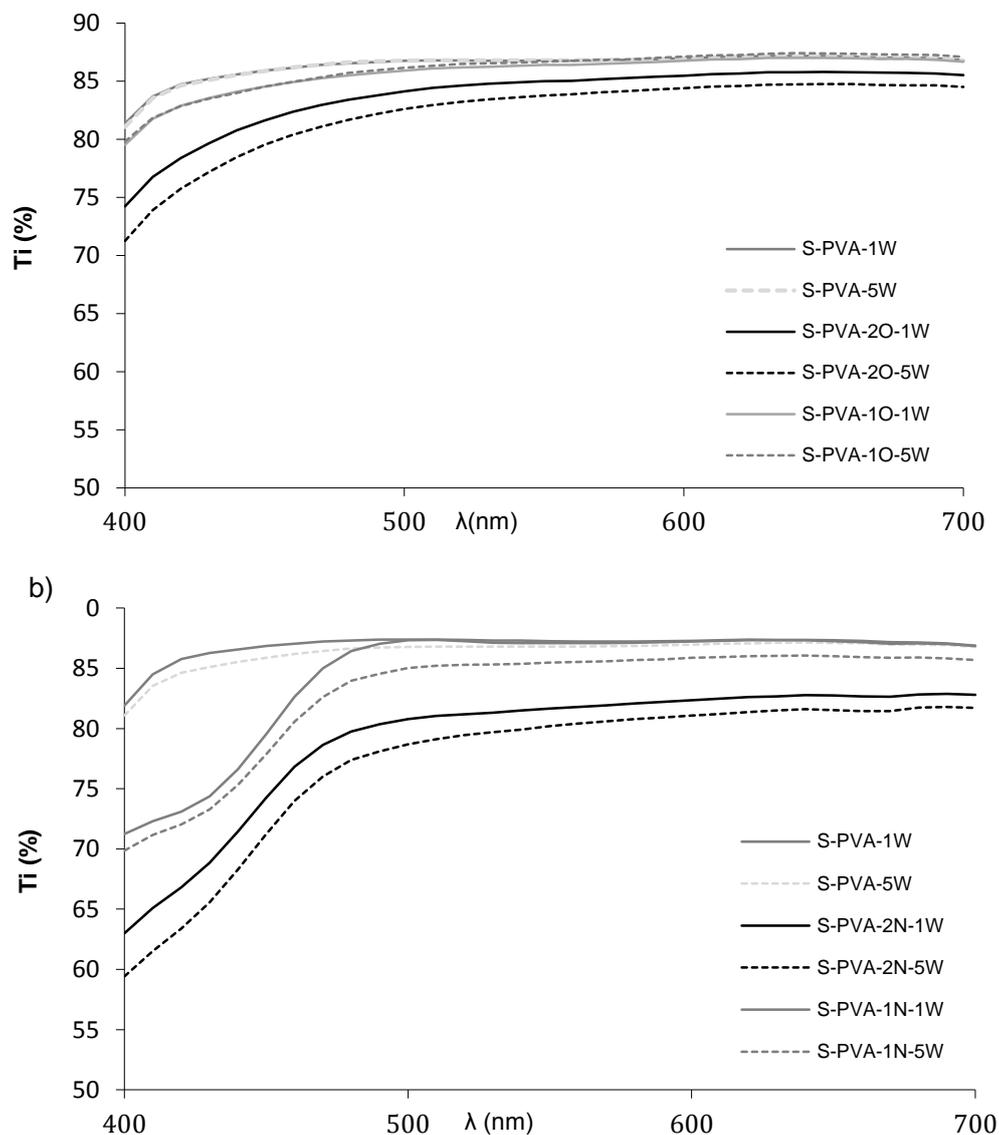 90
85
80
75
70
65
60
55
50
Ti (%)
S-PVA-1W
S-PVA-5W
S-PVA-2O-1W
S-PVA-2O-5W
S-PVA-1O-1W
S-PVA-1O-5W
400 500 λ(nm) 600 700
b)
0
85
80
75
70
65
60
55
50
Ti (%)
S-PVA-1W
S-PVA-5W
S-PVA-2N-1W
S-PVA-2N-5W
S-PVA-1N-1W
S-PVA-1N-5W
400 500 λ (nm) 600 700